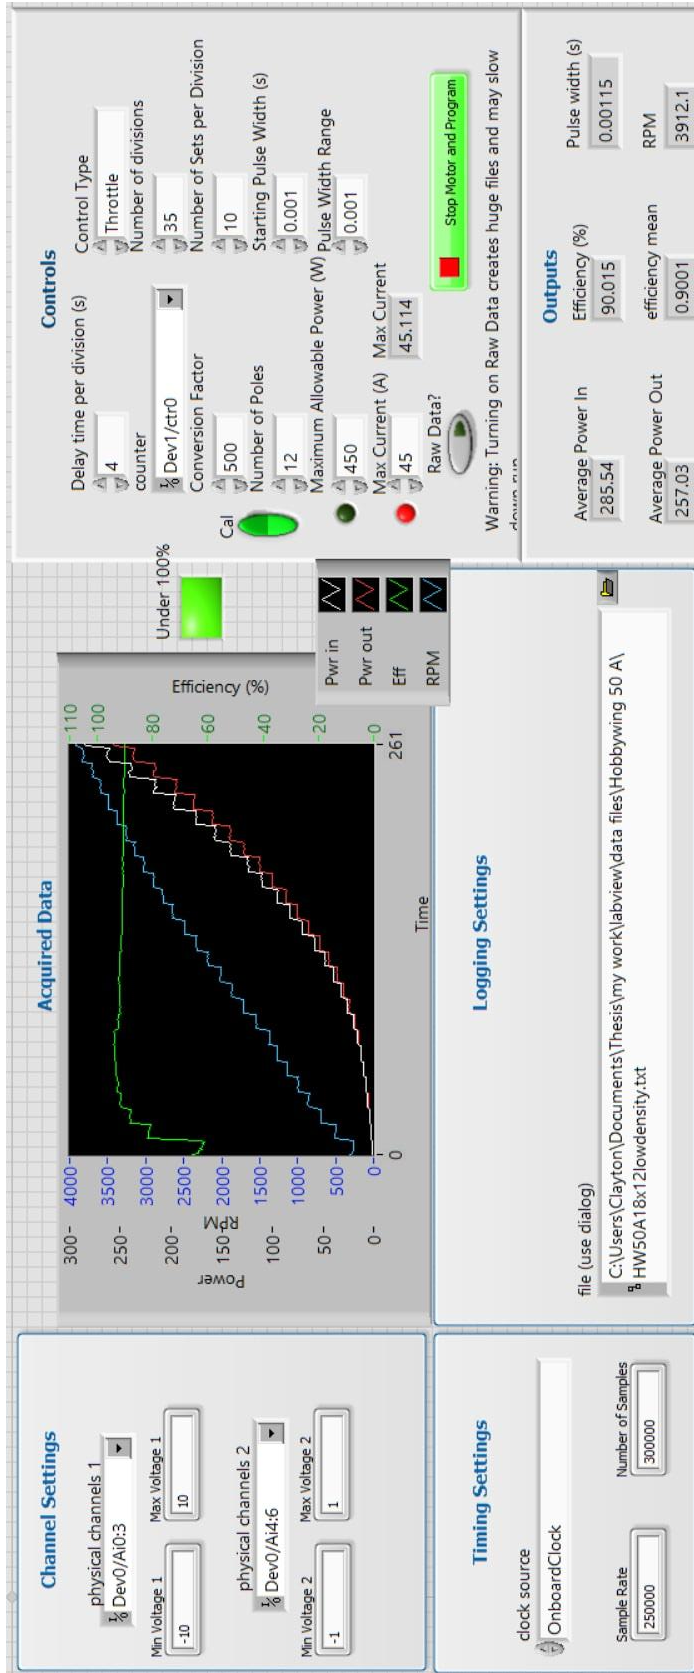 Channel Settings
physical channels 1
Dev0/Ai0:3
Min Voltage 1
Max Voltage 1
-10
10
physical channels 2
Dev0/Ai4:6
Min Voltage 2
Max Voltage 2
-1
1
Timing Settings
clock source
OnboardClock
Sample Rate
Number of Samples
250000
300000
Acquired Data
Under 100%
300-
250-
200-
150-
100-
50-
0-
Power
4000-
3500-
3000-
2500-
2000-
1500-
1000-
500-
0-
RPM
-110
-100
-80
-60
-40
-20
-0
Efficiency (%)
0
261
Time
Pwr in
Pwr out
Eff
RPM
Logging Settings
file (use dialog)
C:\Users\Clayton\Documents\Thesis\my work\labview\data files\Hobbywing 50 A\
HW50A18x12lowdensity.txt
Controls
Delay time per division (s)
4
counter
Dev1/ctr0
Conversion Factor
500
Cal
Number of Poles
12
Maximum Allowable Power (W)
450
Max Current (A)
45
Max Current
45.114
Raw Data?
Control Type
Throttle
Number of divisions
35
Number of Sets per Division
10
Starting Pulse Width (s)
0.001
Pulse Width Range
0.001
Stop Motor and Program
Warning: Turning on Raw Data creates huge files and may slow
down run
Outputs
Average Power In
Efficiency (%)
Pulse width (s)
285.54
90.015
0.00115
Average Power Out
efficiency mean
RPM
257.03
0.9001
3912.1